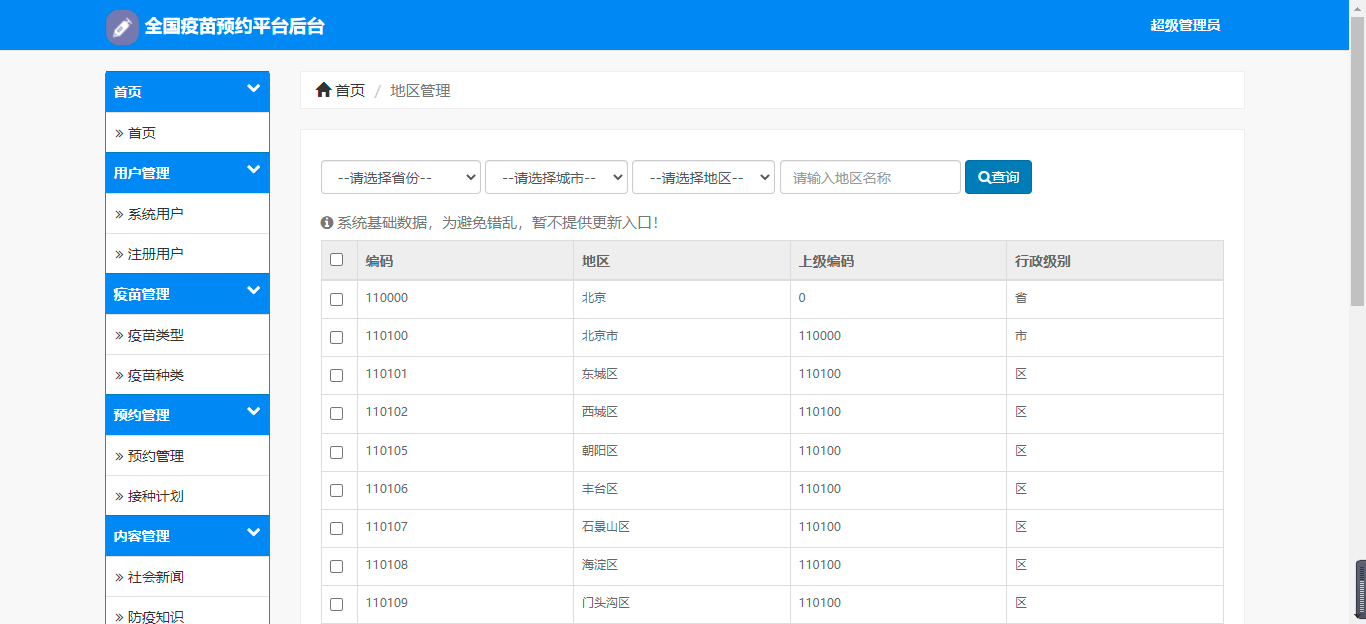 全国疫苗预约平台后台
超级管理员
首页
» 首页
用户管理
» 系统用户
» 注册用户
疫苗管理
» 疫苗类型
» 疫苗种类
预约管理
» 预约管理
» 接种计划
内容管理
» 社会新闻
» 防疫知识
首页 / 地区管理
--请选择省份-- --请选择城市-- --请选择地区-- 请输入地区名称 查询
系统基础数据，为避免错乱，暂不提供更新入口！
编码 地区 上级编码 行政级别
110000 北京 0 省
110100 北京市 110000 市
110101 东城区 110100 区
110102 西城区 110100 区
110105 朝阳区 110100 区
110106 丰台区 110100 区
110107 石景山区 110100 区
110108 海淀区 110100 区
110109 门头沟区 110100 区